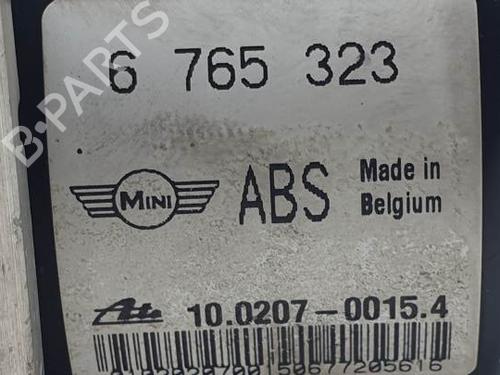 B-PARTS
6 765 323
MINI
ABS
Made in
Belgium
Ate
10.0207-0015.4